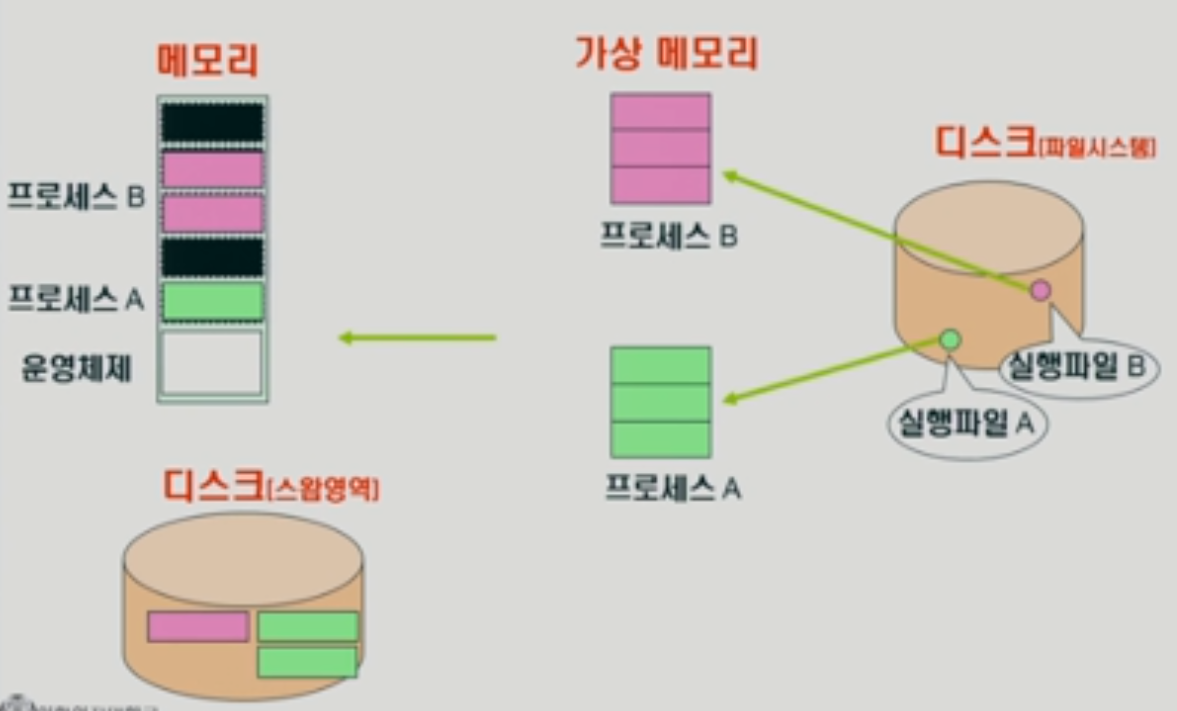 메모리
가상 메모리
디스크[파일시스템]
프로세스 B
프로세스 B
프로세스 A
운영체제
실행파일 B
실행파일 A
프로세스 A
디스크[스왑영역]